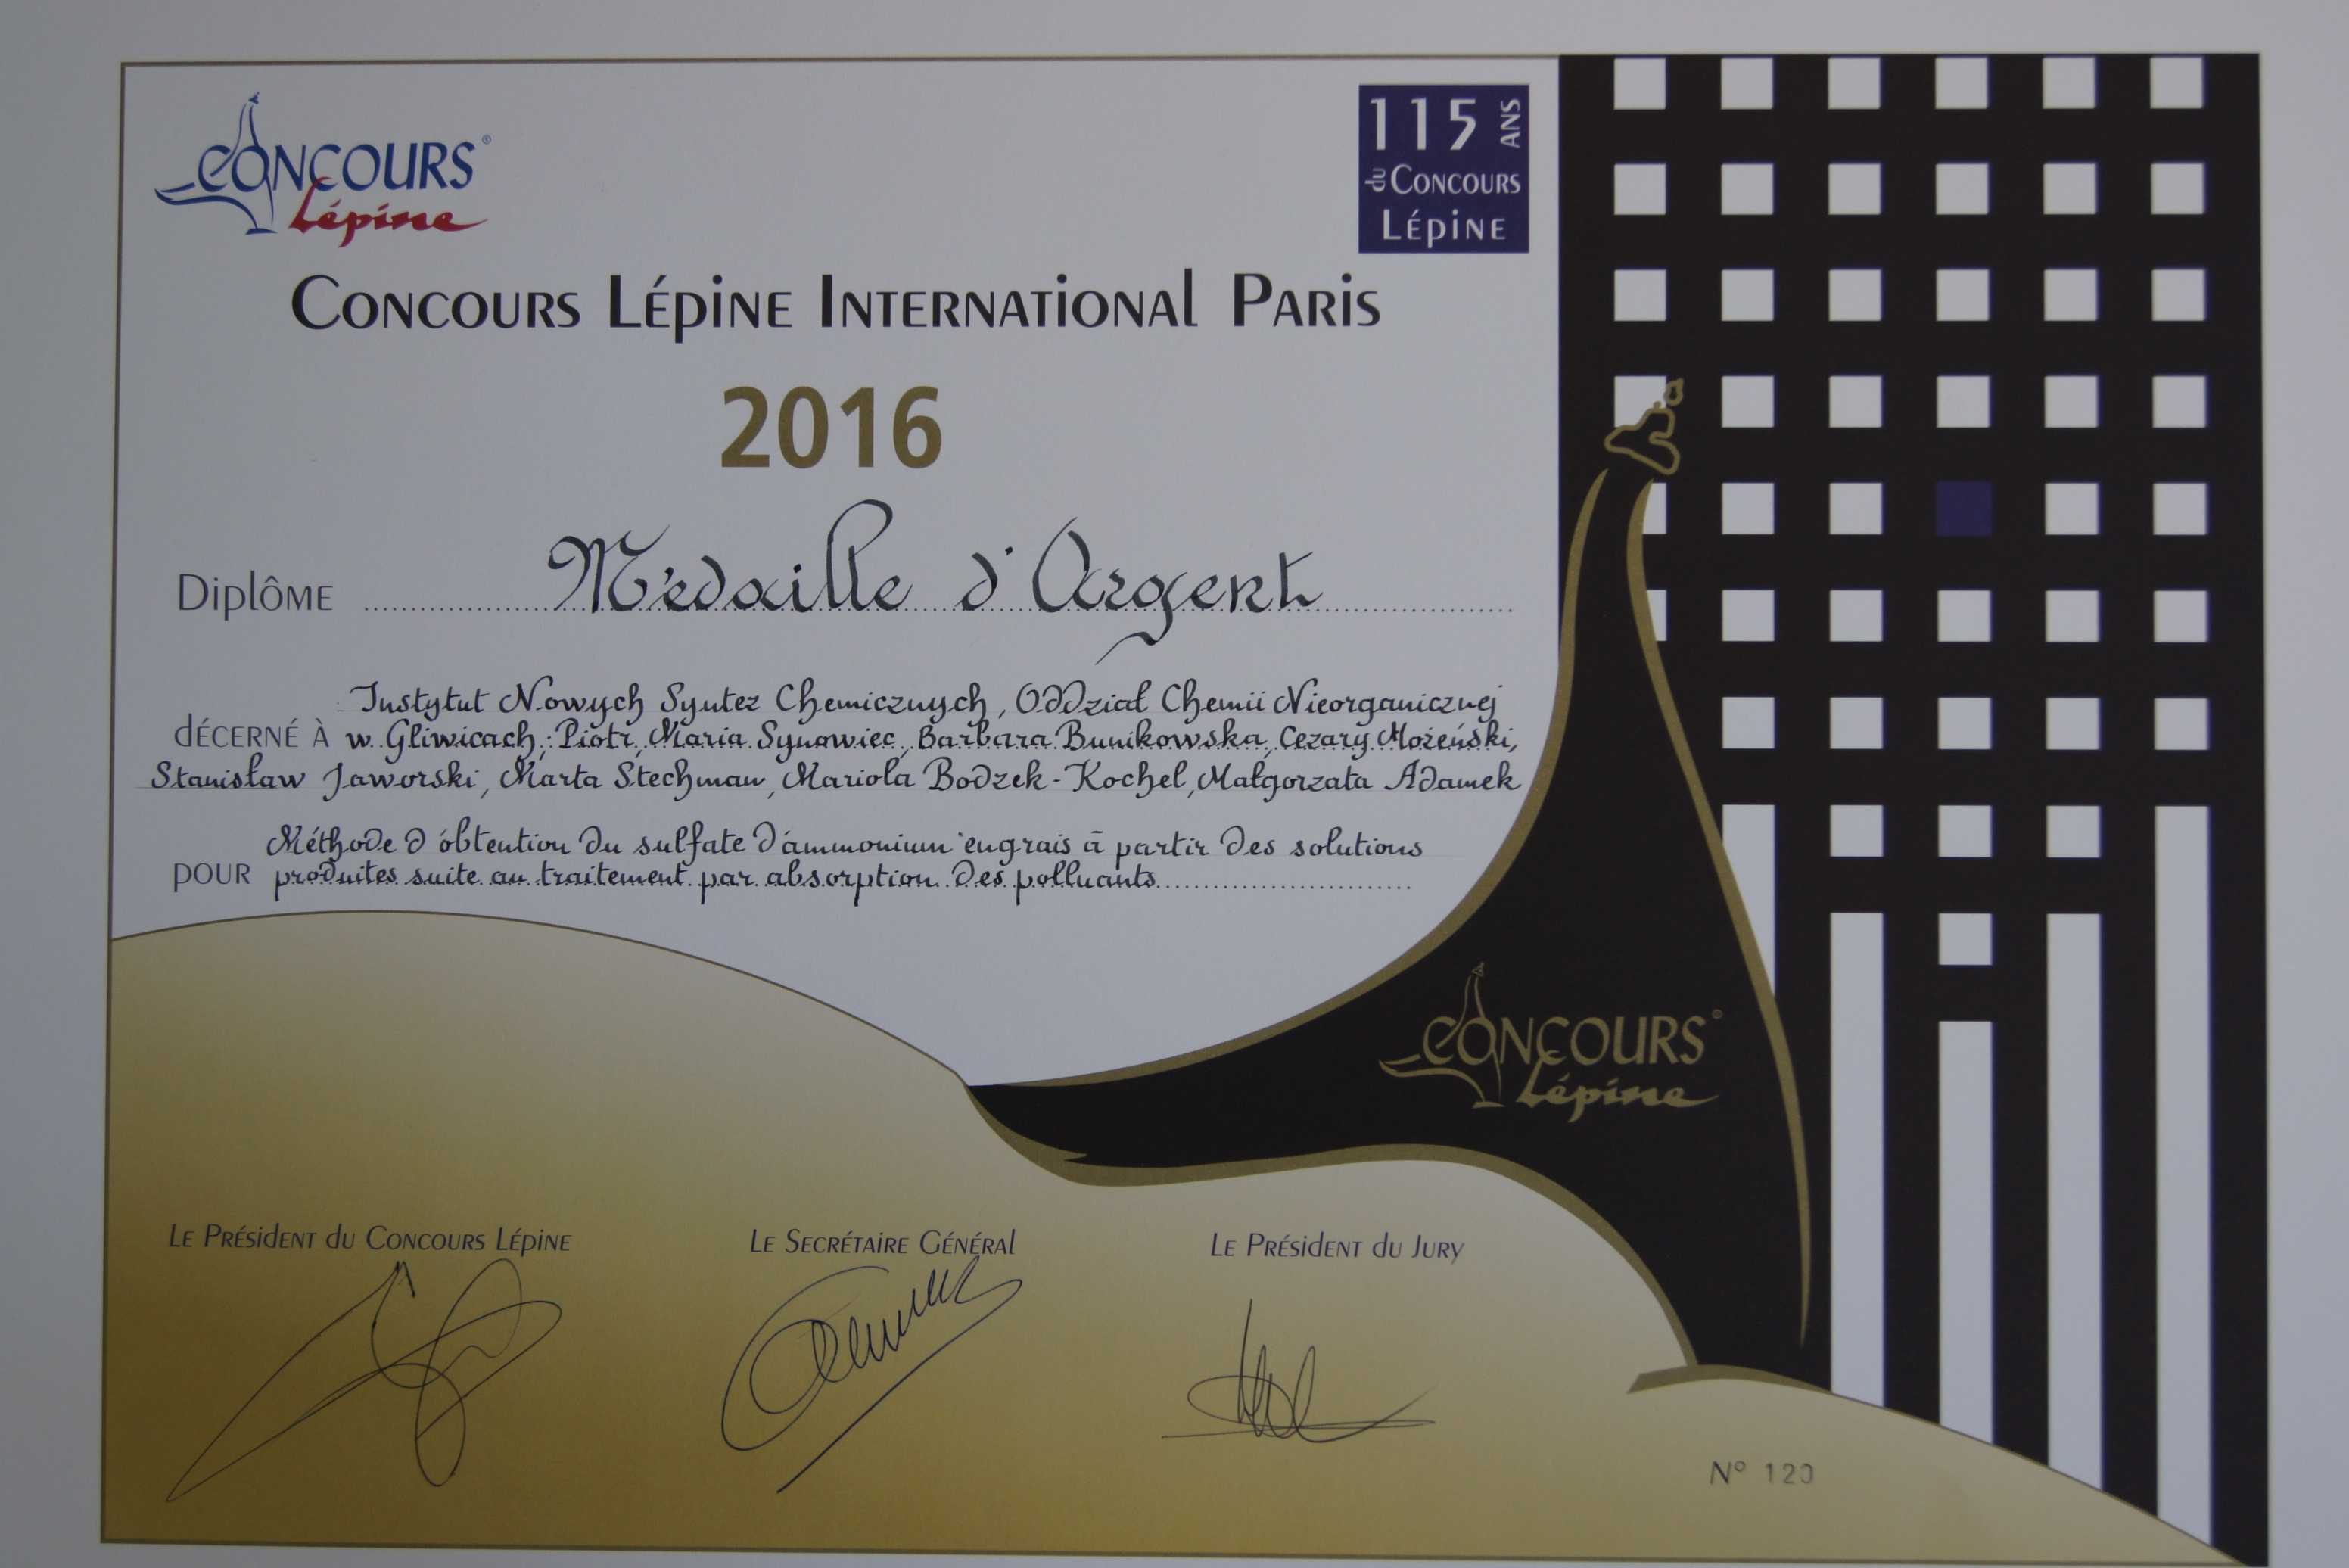 CONCOURS®
Lépine
115 ANS
du CONCOURS
LÉPINE
CONCOURS LÉPINE INTERNATIONAL PARIS
2016
DIPLÔME Médaille d'Argent
Instytut Nowych Syntez Chemicznych, Oddział Chemii Nieorganicznej
DÉCERNÉ À w Gliwicach: Piotr, Maria Synowiec, Barbara Bunikowska, Cezary Możeński,
Stanisław Jaworski, Marta Stechman, Mariola Bodzek-Kochel, Małgorzata Adamek
Méthode d'obtention du sulfate d'ammonium engrais à partir des solutions
POUR produites suite au traitement par absorption des polluants
CONCOURS®
Lépine
LE PRÉSIDENT DU CONCOURS LÉPINE LE SECRÉTAIRE GÉNÉRAL LE PRÉSIDENT DU JURY
N° 120